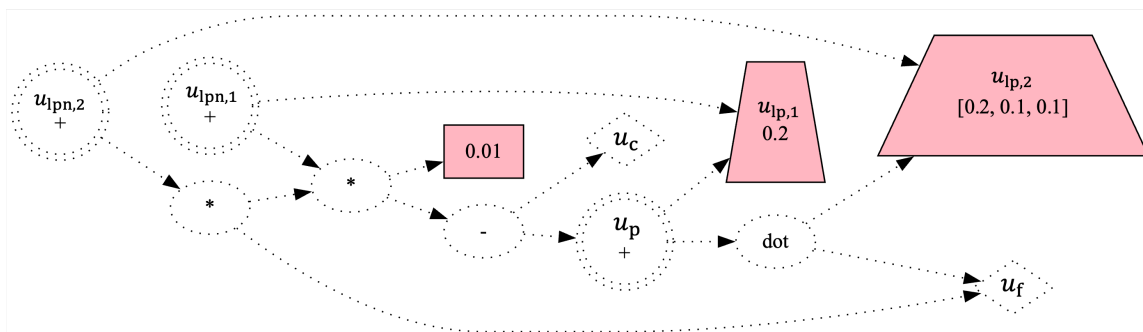 u_lpn,2
+
u_lpn,1
+
*
*
0.01
-
u_c
u_p
+
u_lp,1
0.2
dot
u_lp,2
[0.2, 0.1, 0.1]
u_f